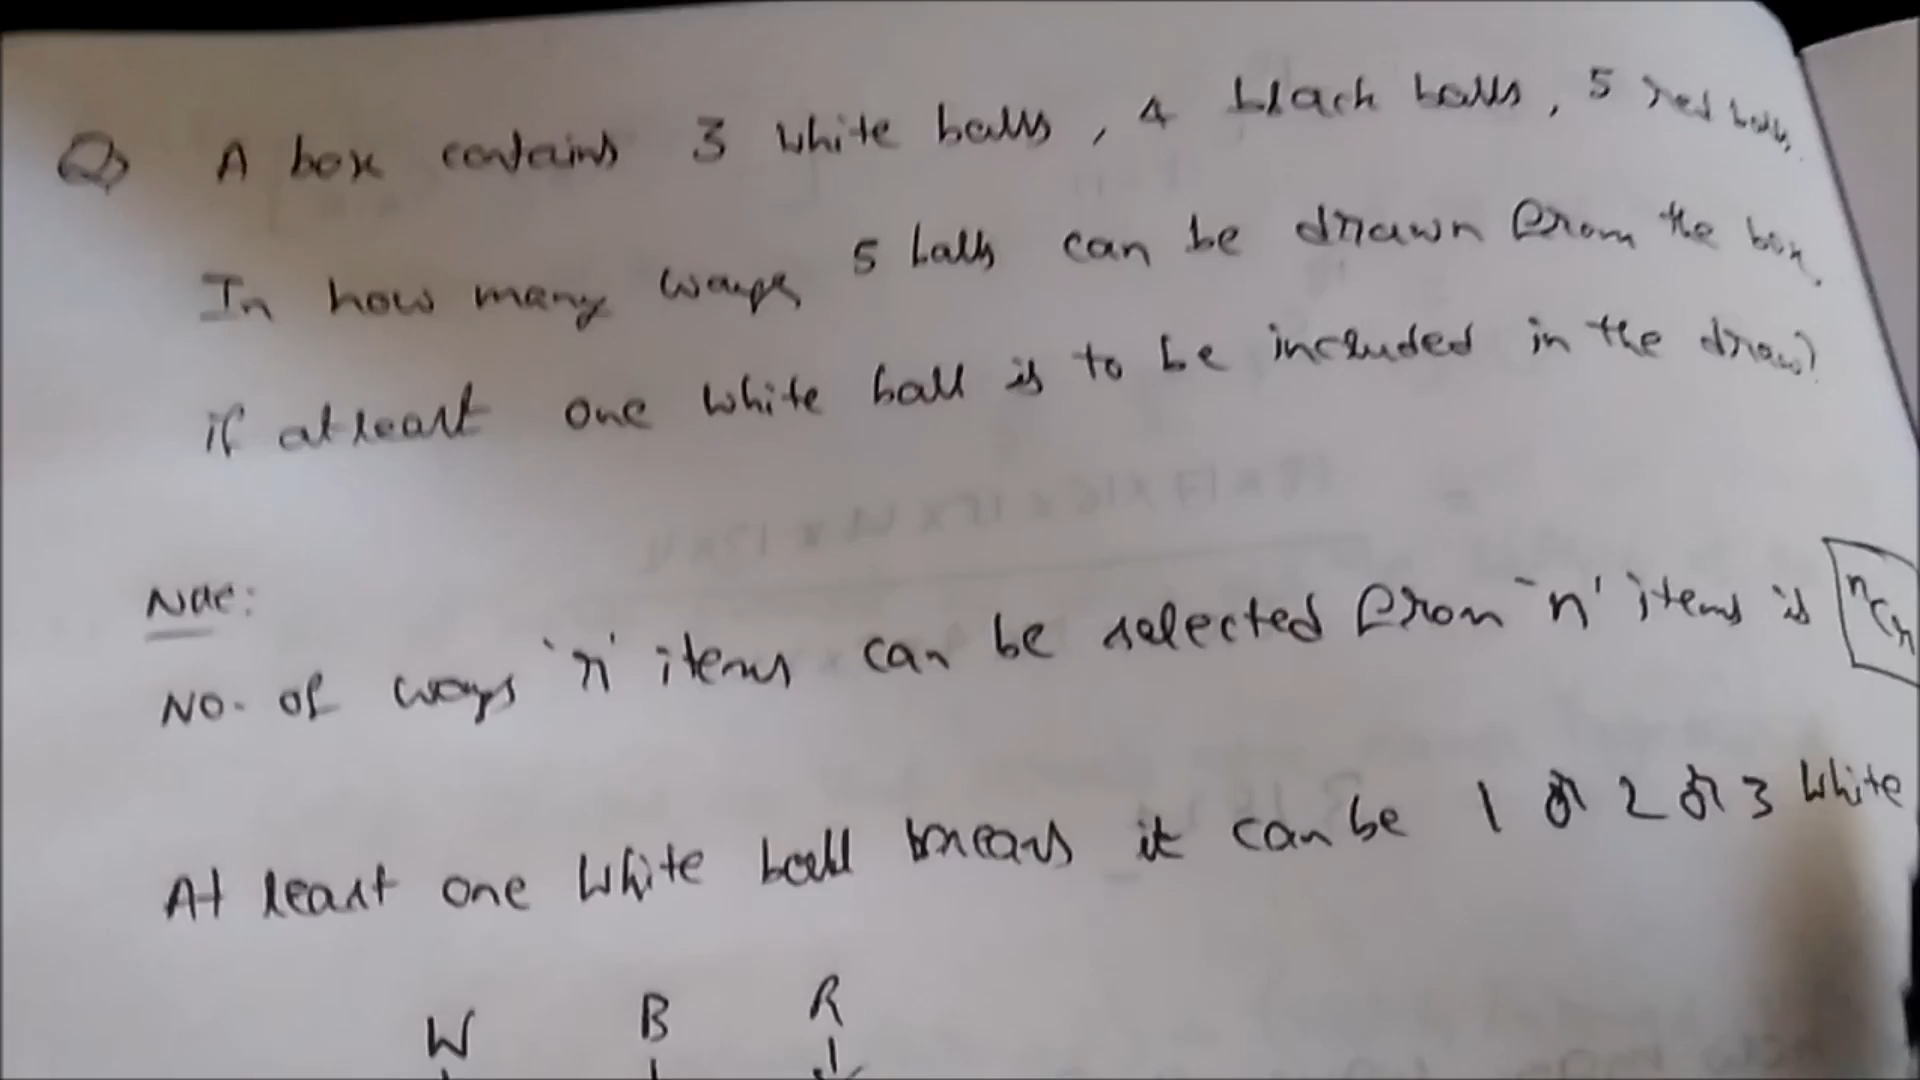 Q) A box contains 3 white balls, 4 black balls, 5 red balls.
In how many ways 5 balls can be drawn from the box,
if at least one white ball is to be included in the draw?
Note:
No. of ways 'r' items can be selected from 'n' items is nCr
At least one white ball means it can be 1 or 2 or 3 white
W B R